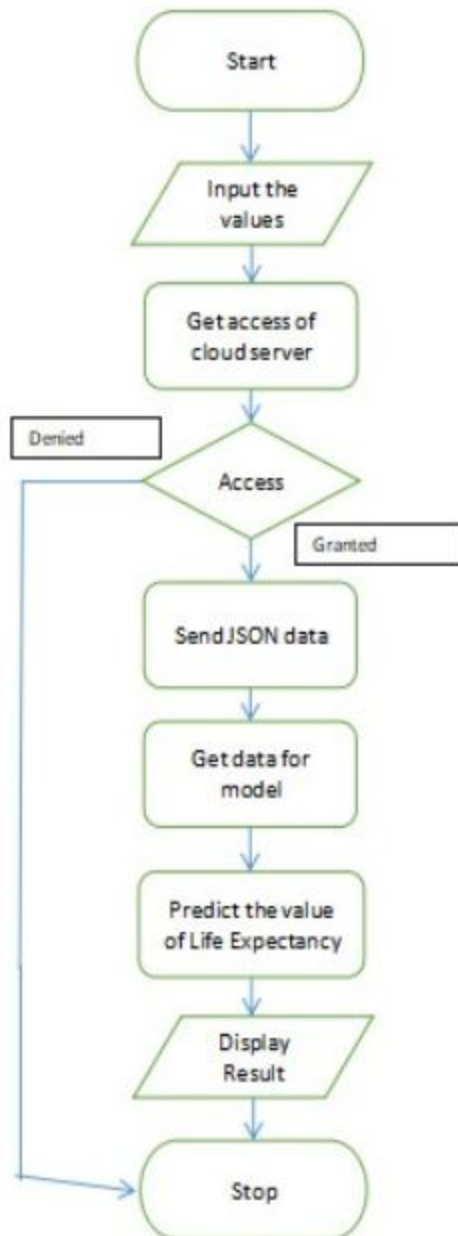 Start
Input the
values
Get access of
cloud server
Denied
Access
Granted
Send JSON data
Get data for
model
Predict the value
of Life Expectancy
Display
Result
Stop